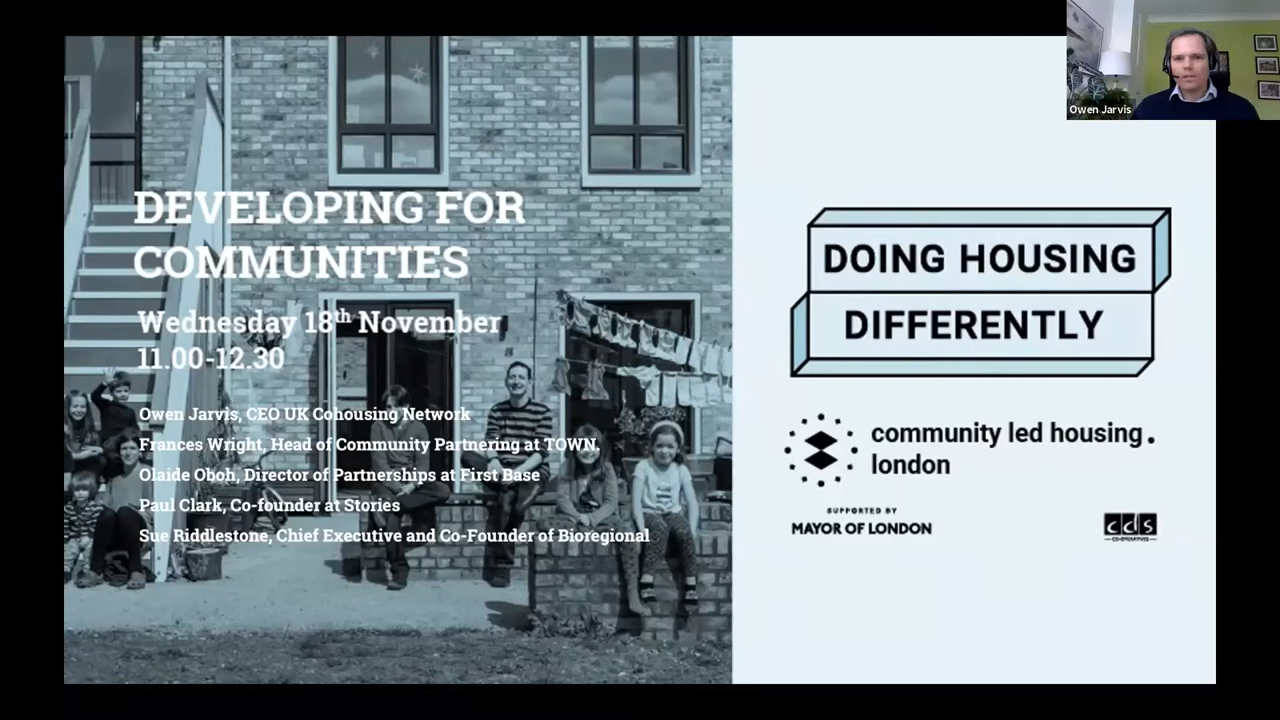 Owen Jarvis
DEVELOPING FOR
COMMUNITIES
Wednesday 18th November
11.00-12.30
Owen Jarvis, CEO UK Cohousing Network
Frances Wright, Head of Community Partnering at TOWN.
Olaide Oboh, Director of Partnerships at First Base
Paul Clark, Co-founder at Stories
Sue Riddlestone, Chief Executive and Co-Founder of Bioregional
DOING HOUSING
DIFFERENTLY
community led housing.
london
SUPPORTED BY
MAYOR OF LONDON
cds
CO-OPERATIVES